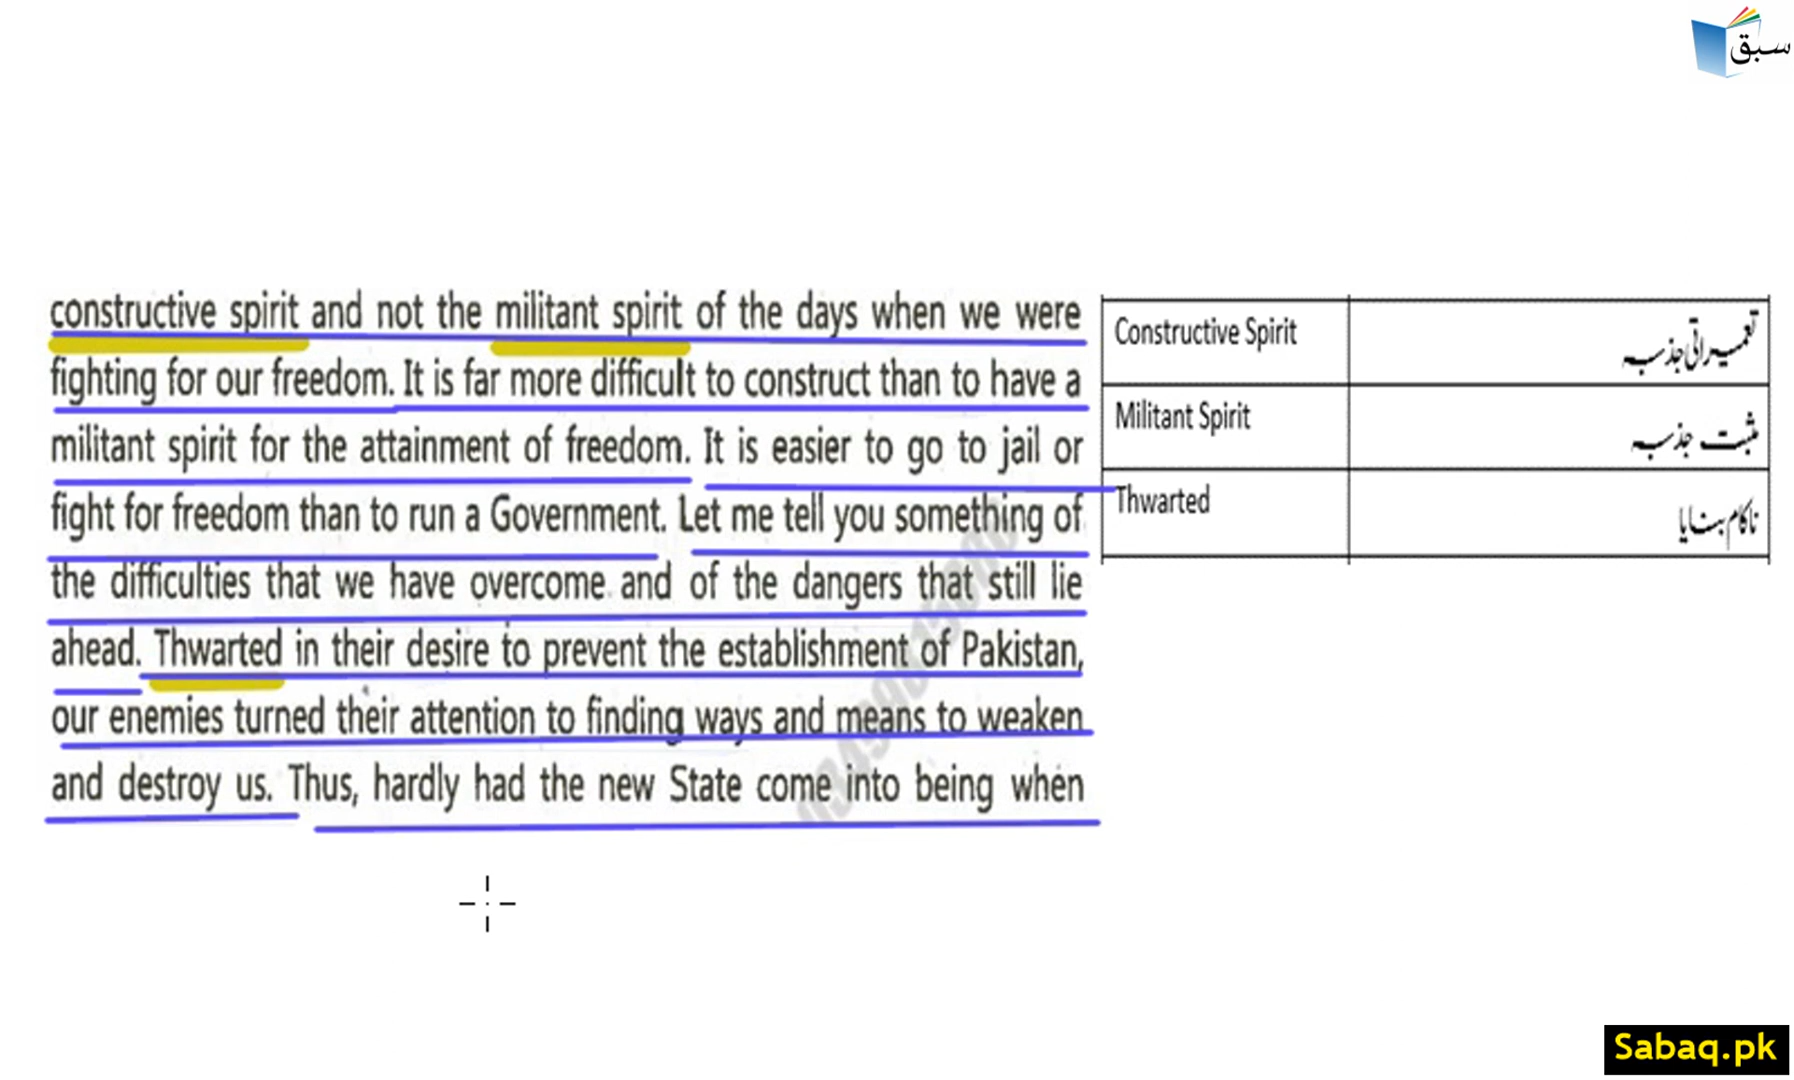 سبق
constructive spirit and not the militant spirit of the days when we were
fighting for our freedom. It is far more difficult to construct than to have a
militant spirit for the attainment of freedom. It is easier to go to jail or
fight for freedom than to run a Government. Let me tell you something of
the difficulties that we have overcome and of the dangers that still lie
ahead. Thwarted in their desire to prevent the establishment of Pakistan,
our enemies turned their attention to finding ways and means to weaken
and destroy us. Thus, hardly had the new State come into being when
Constructive Spirit تعمیراتی جذبہ
Militant Spirit مثبت جذبہ
Thwarted ناکام بنایا
Sabaq.pk